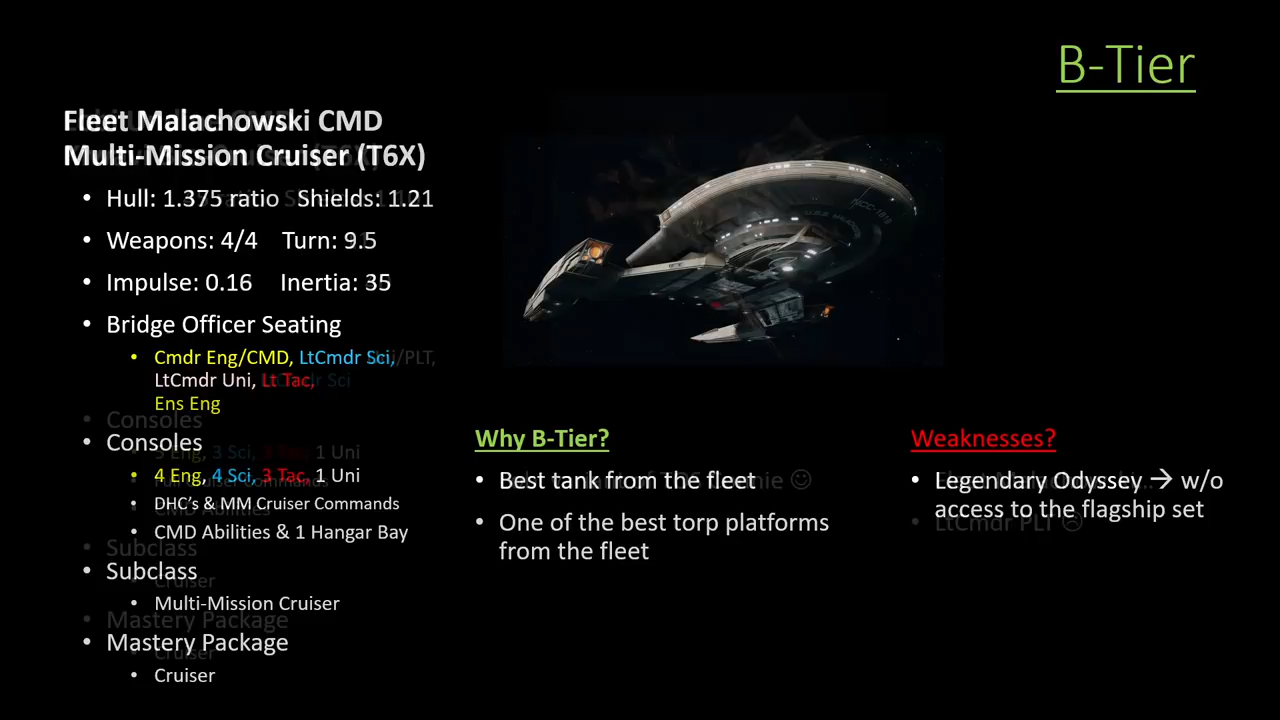 B-Tier
Fleet Malachowski CMD
Multi-Mission Cruiser (T6X)
• Hull: 1.375 ratio Shields: 1.21
• Weapons: 4/4 Turn: 9.5
• Impulse: 0.16 Inertia: 35
• Bridge Officer Seating
• Cmdr Eng/CMD, LtCmdr Sci,
LtCmdr Uni, Lt Tac,
Ens Eng
• Consoles
• 4 Eng, 4 Sci, 3 Tac, 1 Uni
• DHC's & MM Cruiser Commands
• CMD Abilities & 1 Hangar Bay
• Subclass
• Multi-Mission Cruiser
• Mastery Package
• Cruiser
Why B-Tier?
• Best tank from the fleet
• One of the best torp platforms
from the fleet
Weaknesses?
• Legendary Odyssey → w/o
access to the flagship set